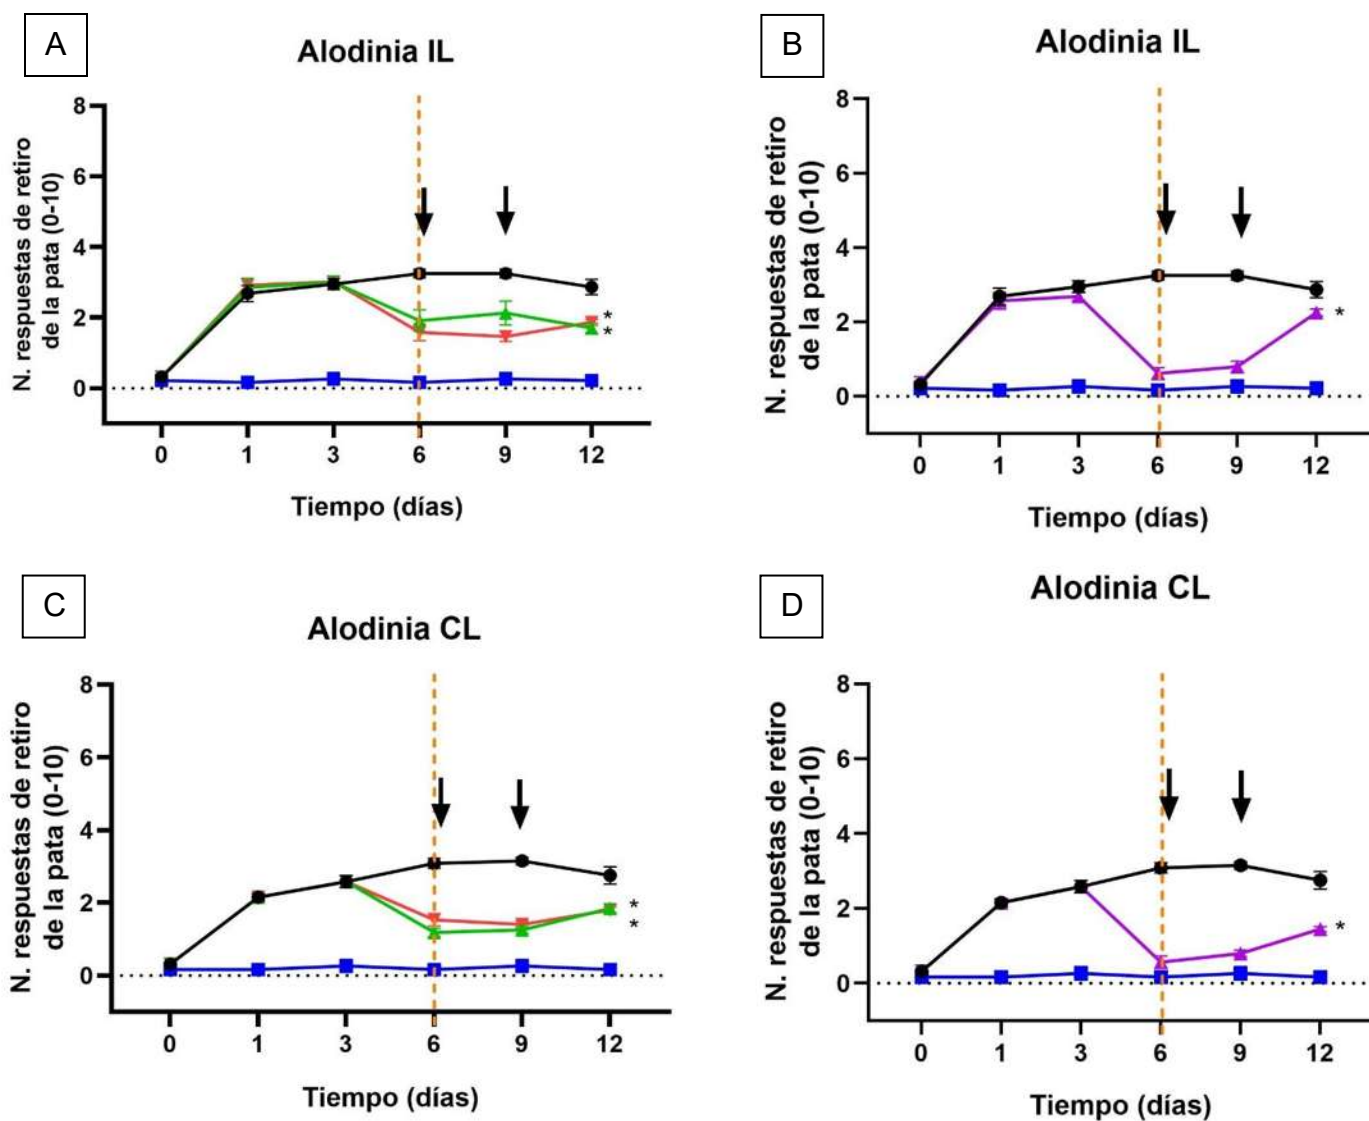 A
Alodinia IL
N. respuestas de retiro
de la pata (0-10)
8
6
4
2
0
*
*
0 1 3 6 9 12
Tiempo (días)
B
Alodinia IL
N. respuestas de retiro
de la pata (0-10)
8
6
4
2
0
*
0 1 3 6 9 12
Tiempo (días)
C
Alodinia CL
N. respuestas de retiro
de la pata (0-10)
8
6
4
2
0
*
*
0 1 3 6 9 12
Tiempo (días)
D
Alodinia CL
N. respuestas de retiro
de la pata (0-10)
8
6
4
2
0
*
0 1 3 6 9 12
Tiempo (días)